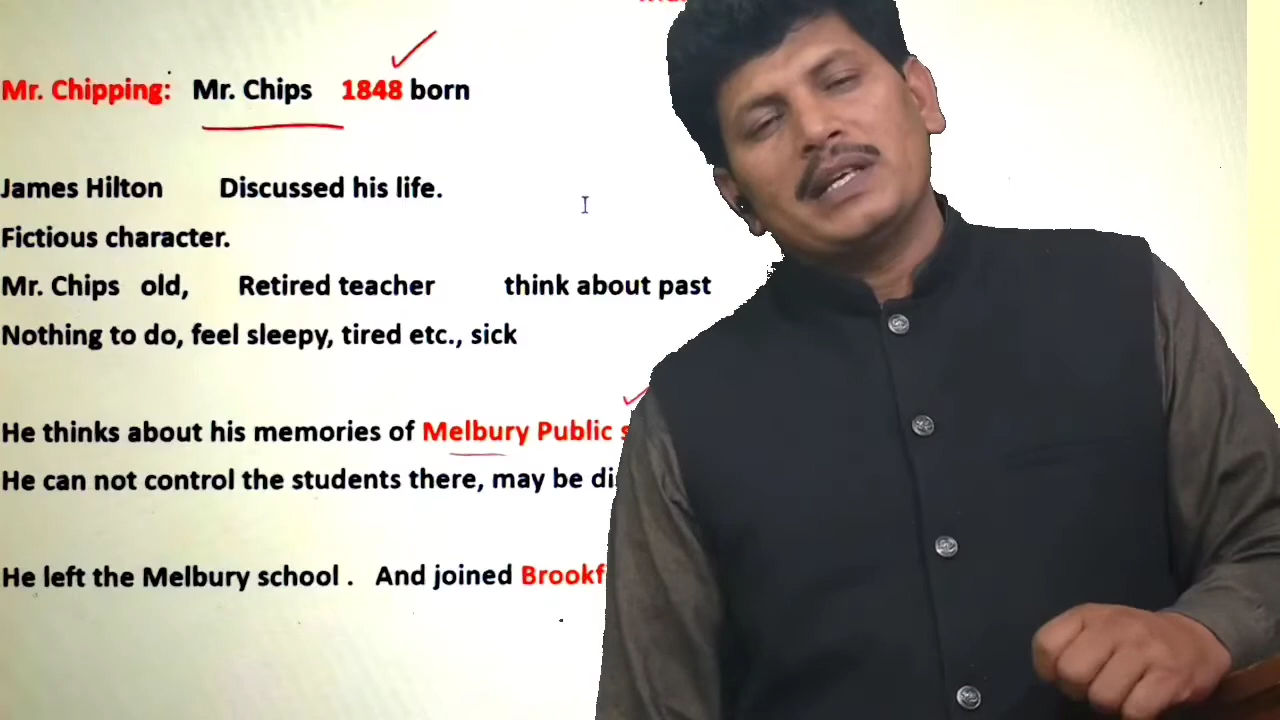 Mr. Chipping: Mr. Chips 1848 born
James Hilton Discussed his life.
Fictious character.
Mr. Chips old, Retired teacher think about past
Nothing to do, feel sleepy, tired etc., sick
He thinks about his memories of Melbury Public
He can not control the students there, may be
He left the Melbury school . And joined